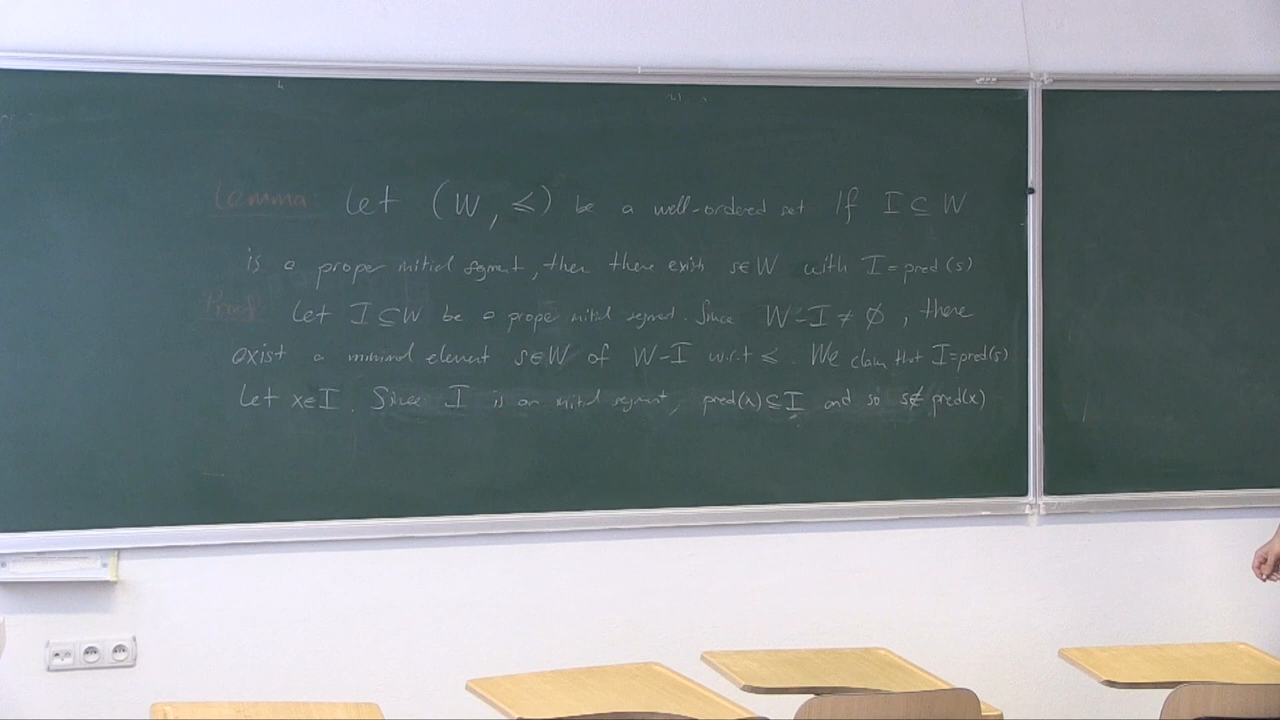 Lemma Let (W, ≤) be a well-ordered set If I ⊆ W
is a proper initial segment, then there exists s∈W with I = pred(s)
Proof Let I ⊆ W be a proper initial segment. Since W - I ≠ ∅, there
exist a minimal element s∈W of W-I w.r.t ≤. We claim that I=pred(s)
Let x∈I. Since I is an initial segment, pred(x) ⊆ I and so s∉ pred(x)